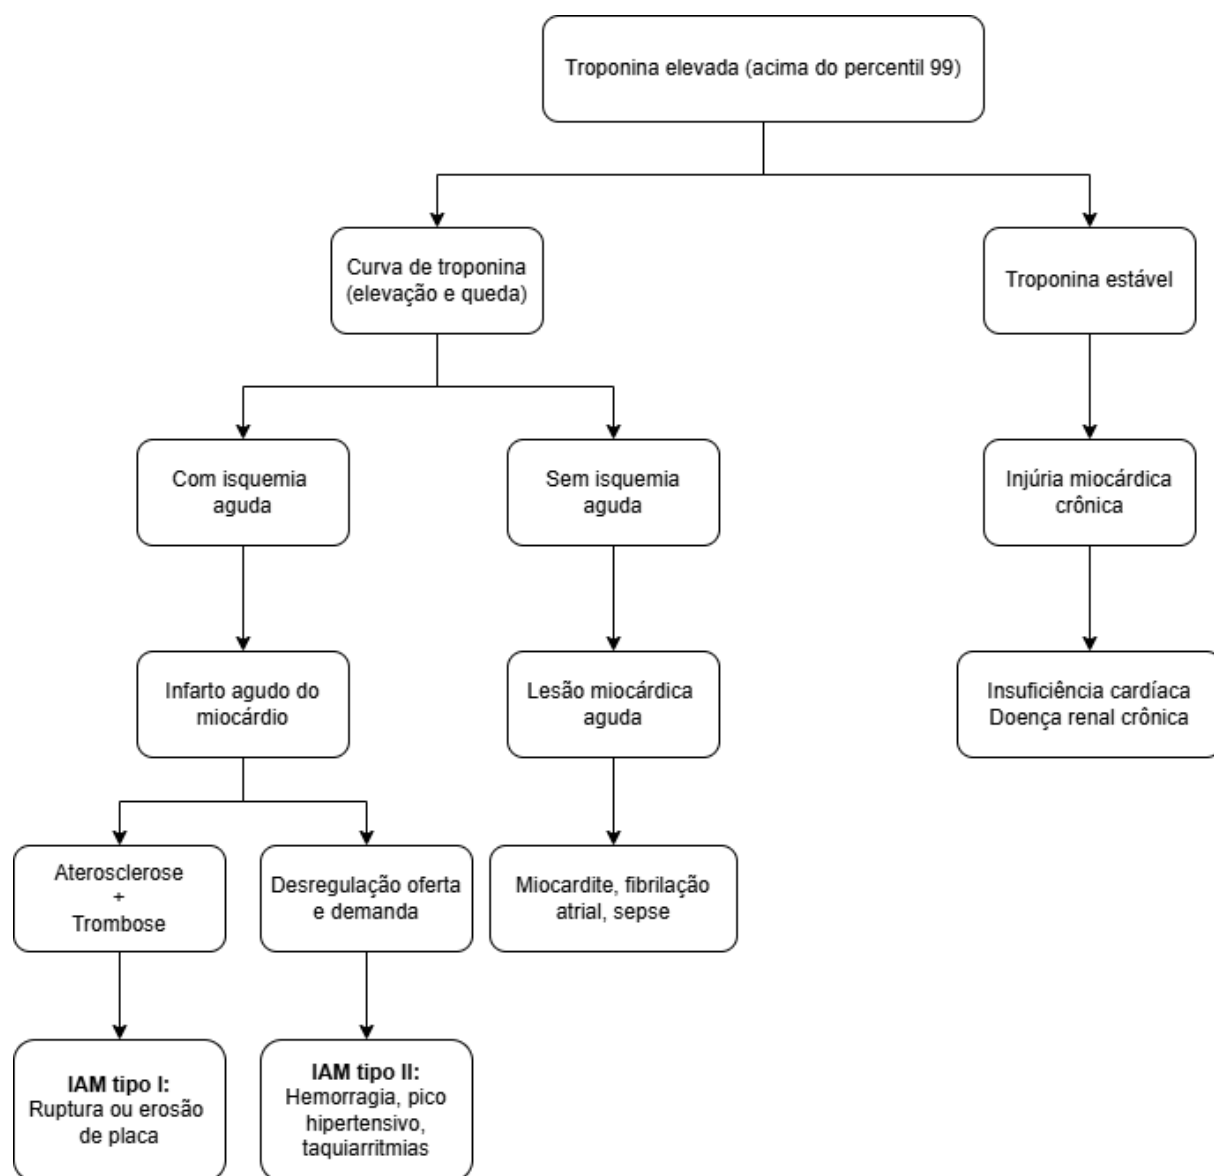 Troponina elevada (acima do percentil 99)
Curva de troponina
(elevação e queda)
Troponina estável
Com isquemia
aguda
Sem isquemia
aguda
Injúria miocárdica
crônica
Infarto agudo do
miocárdio
Lesão miocárdica
aguda
Insuficiência cardíaca
Doença renal crônica
Aterosclerose
+
Trombose
Desregulação oferta
e demanda
Miocardite, fibrilação
atrial, sepse
IAM tipo I:
Ruptura ou erosão
de placa
IAM tipo II:
Hemorragia, pico
hipertensivo,
taquiarritmias